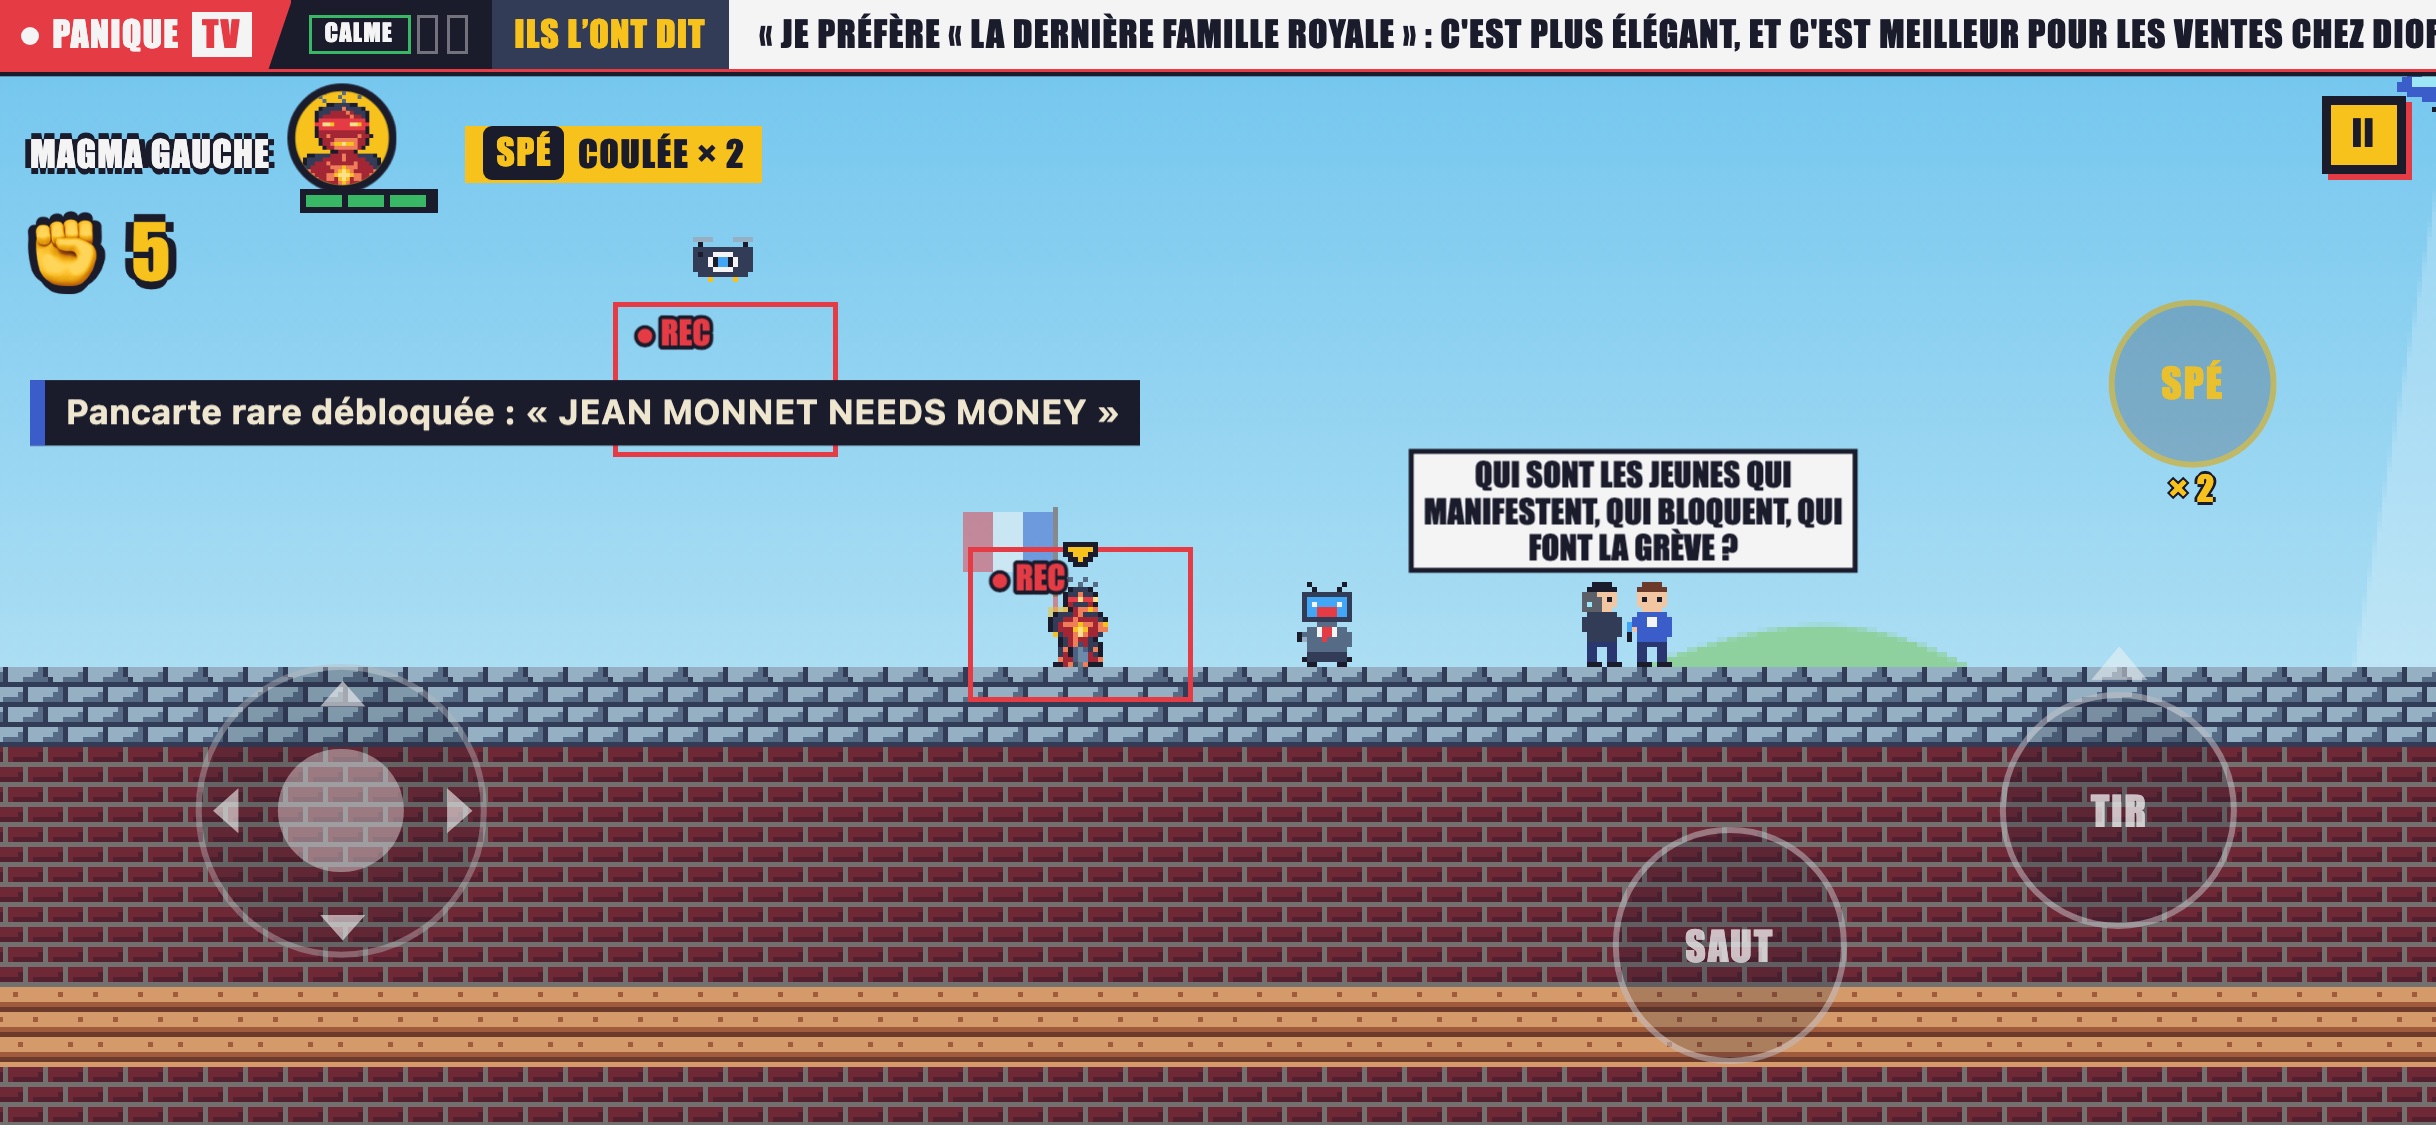 PANIQUE TV
CALME
ILS L'ONT DIT
« JE PRÉFÈRE « LA DERNIÈRE FAMILLE ROYALE » : C'EST PLUS ÉLÉGANT, ET C'EST MEILLEUR POUR LES VENTES CHEZ DIOR
MAGMA GAUCHE
SPÉ COULÉE × 2
5
REC
Pancarte rare débloquée : « JEAN MONNET NEEDS MONEY »
SPÉ
× 2
QUI SONT LES JEUNES QUI
MANIFESTENT, QUI BLOQUENT, QUI
FONT LA GRÈVE ?
REC
TIR
SAUT